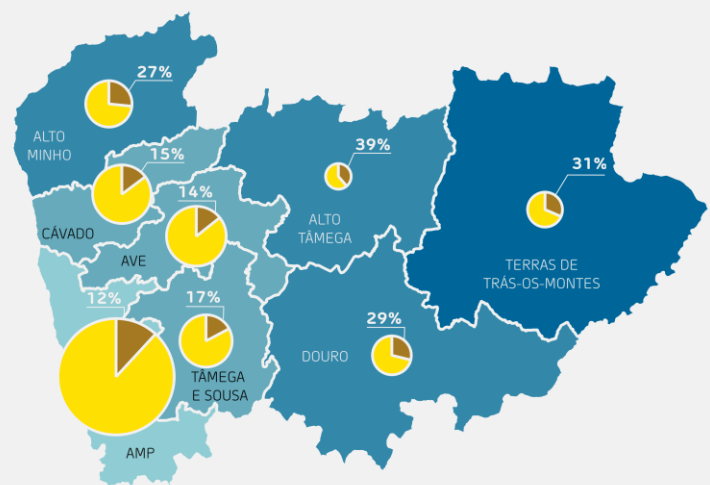 27%
ALTO
MINHO
15%
CÁVADO
14%
AVE
39%
ALTO
TÂMEGA
31%
TERRAS DE
TRÁS-OS-MONTES
12%
17%
TÂMEGA
E SOUSA
29%
DOURO
AMP